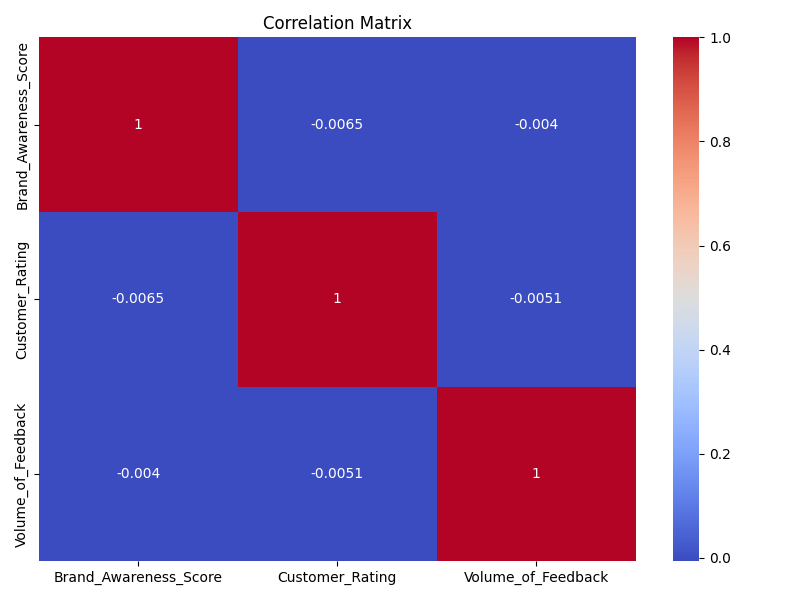 Correlation Matrix
Brand_Awareness_Score
1
-0.0065
-0.004
Customer_Rating
-0.0065
1
-0.0051
Volume_of_Feedback
-0.004
-0.0051
1
Brand_Awareness_Score
Customer_Rating
Volume_of_Feedback
1.0
0.8
0.6
0.4
0.2
0.0